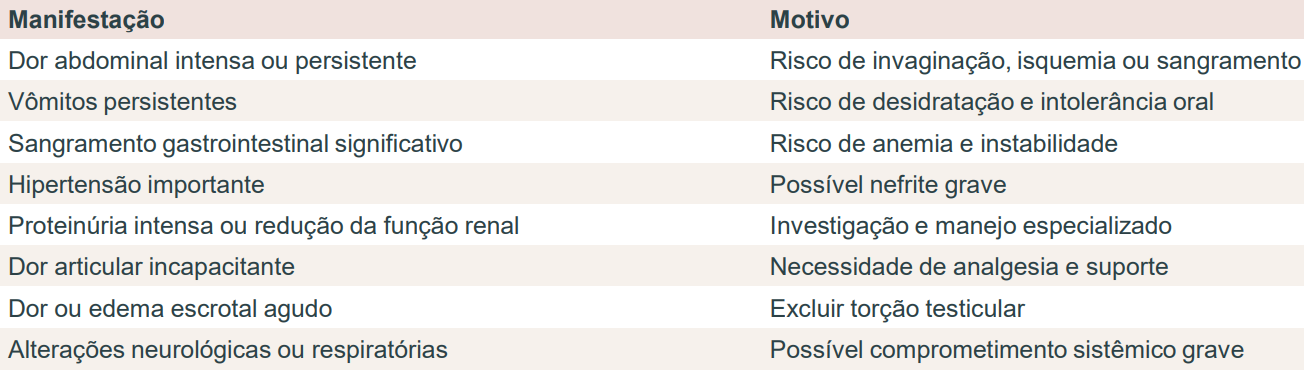 Manifestação Motivo
Dor abdominal intensa ou persistente Risco de invaginação, isquemia ou sangramento
Vômitos persistentes Risco de desidratação e intolerância oral
Sangramento gastrointestinal significativo Risco de anemia e instabilidade
Hipertensão importante Possível nefrite grave
Proteinúria intensa ou redução da função renal Investigação e manejo especializado
Dor articular incapacitante Necessidade de analgesia e suporte
Dor ou edema escrotal agudo Excluir torção testicular
Alterações neurológicas ou respiratórias Possível comprometimento sistêmico grave